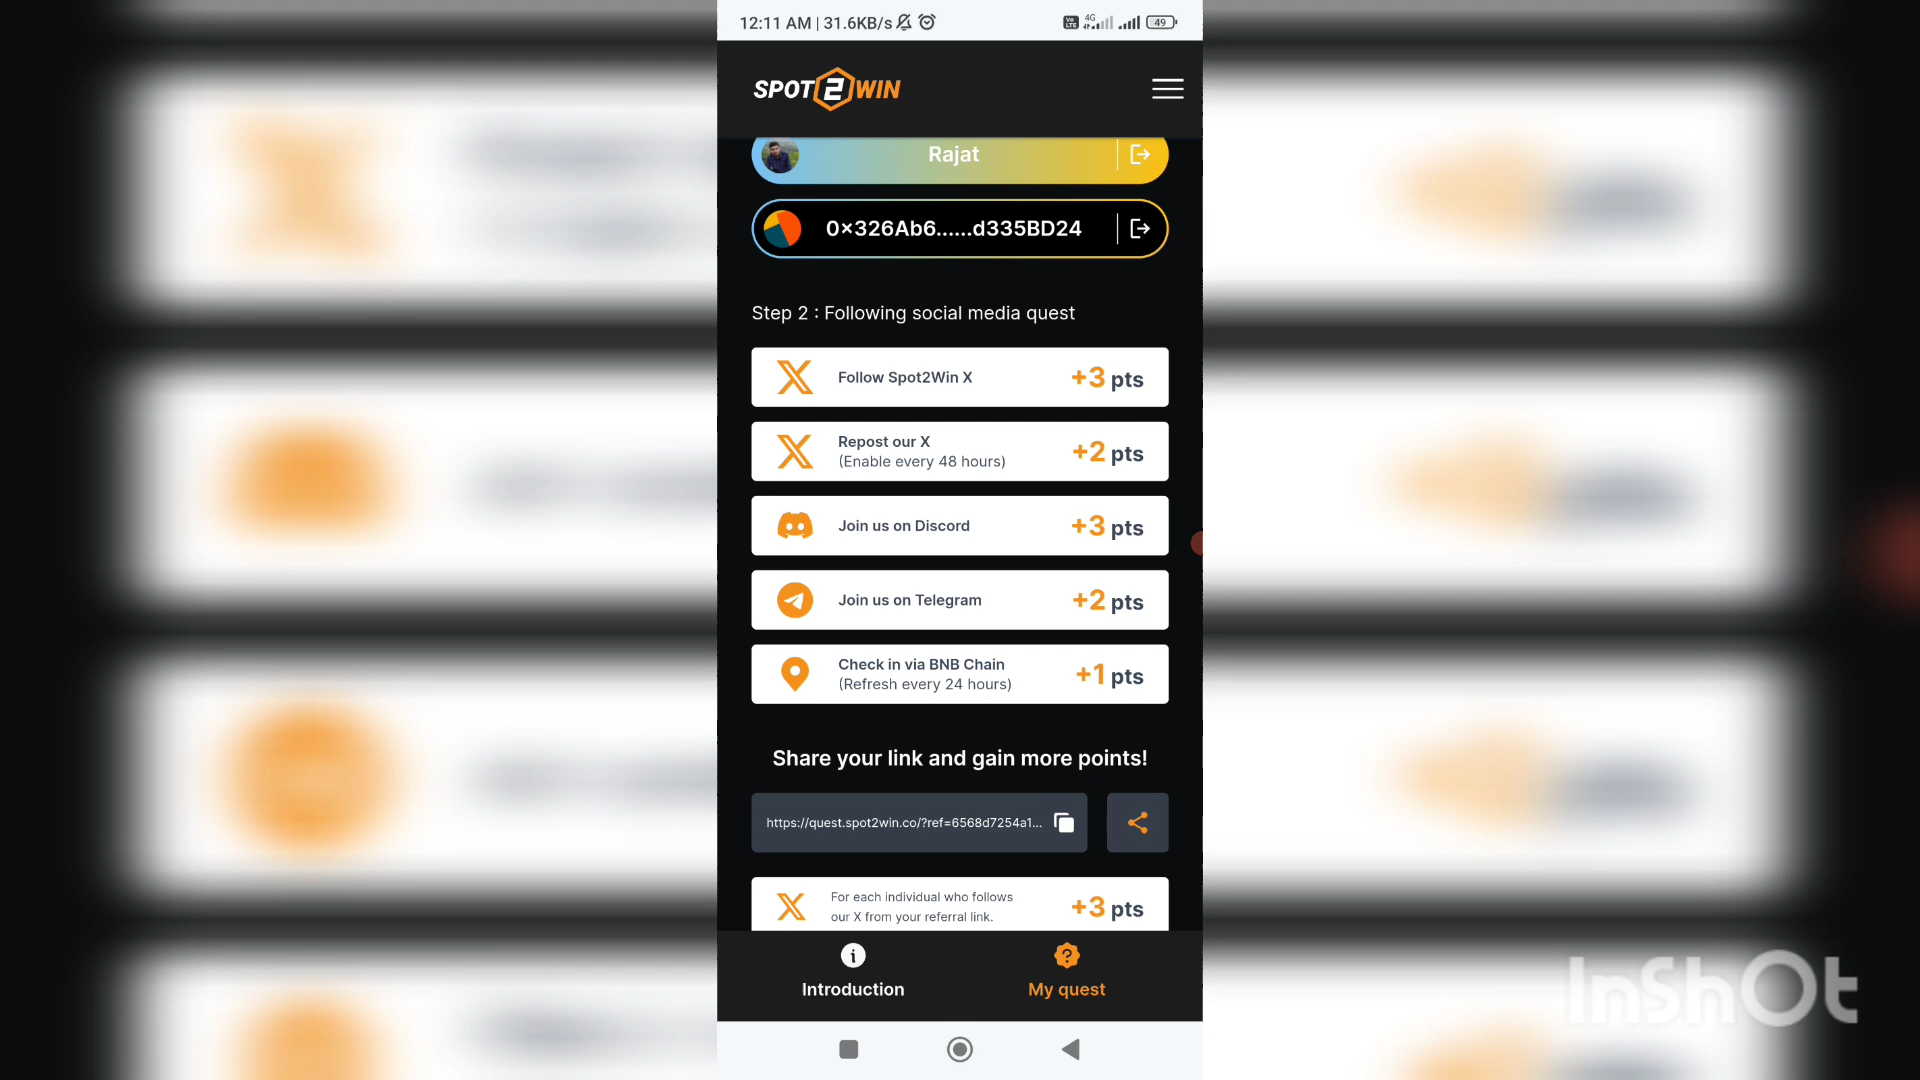 12:11 AM | 31.6KB/s
Vo LTE 4G 49
SPOT2WIN
Rajat
0×326Ab6......d335BD24
Step 2 : Following social media quest
Follow Spot2Win X +3 pts
Repost our X
(Enable every 48 hours) +2 pts
Join us on Discord +3 pts
Join us on Telegram +2 pts
Check in via BNB Chain
(Refresh every 24 hours) +1 pts
Share your link and gain more points!
https://quest.spot2win.co/?ref=6568d7254a1...
For each individual who follows
our X from your referral link. +3 pts
Introduction
My quest
InShOt